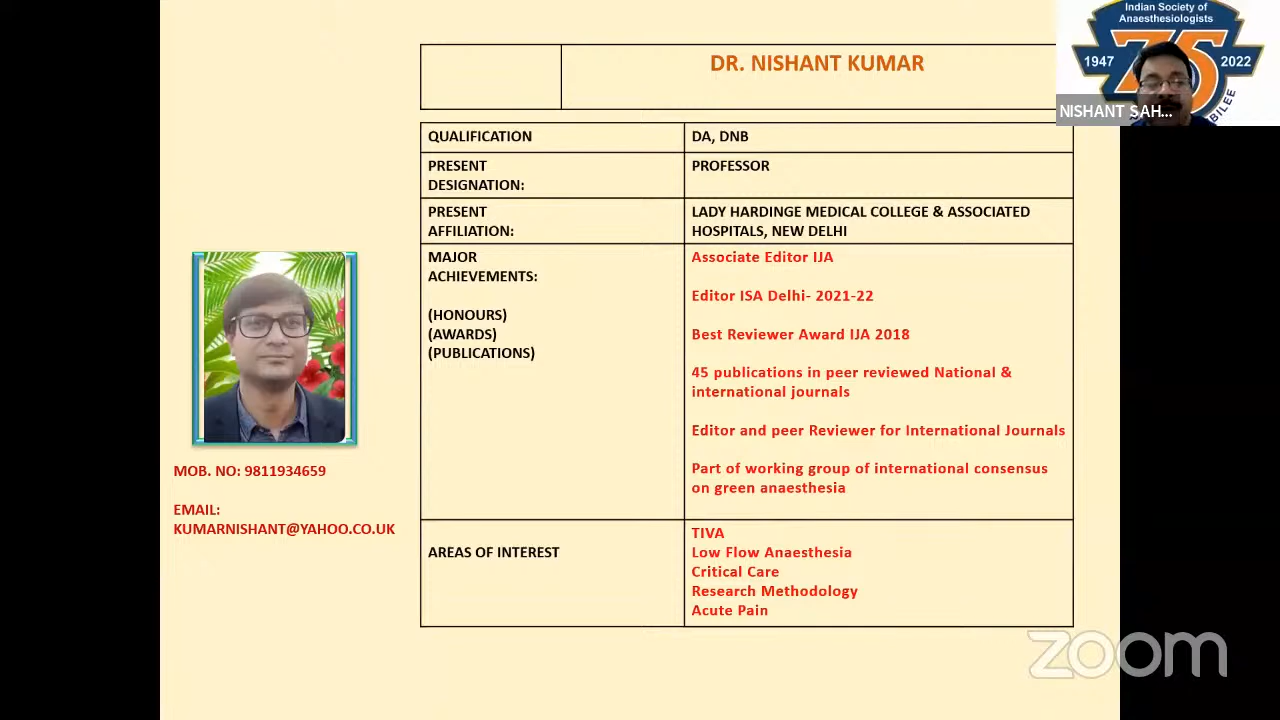 Indian Society of
Anaesthesiologists
1947
75
2022
NISHANT SAH...
DR. NISHANT KUMAR
QUALIFICATION
DA, DNB
PRESENT
DESIGNATION:
PROFESSOR
PRESENT
AFFILIATION:
LADY HARDINGE MEDICAL COLLEGE & ASSOCIATED
HOSPITALS, NEW DELHI
MAJOR
ACHIEVEMENTS:
(HONOURS)
(AWARDS)
(PUBLICATIONS)
Associate Editor IJA
Editor ISA Delhi- 2021-22
Best Reviewer Award IJA 2018
45 publications in peer reviewed National &
international journals
Editor and peer Reviewer for International Journals
Part of working group of international consensus
on green anaesthesia
AREAS OF INTEREST
TIVA
Low Flow Anaesthesia
Critical Care
Research Methodology
Acute Pain
MOB. NO: 9811934659
EMAIL:
KUMARNISHANT@YAHOO.CO.UK
zoom